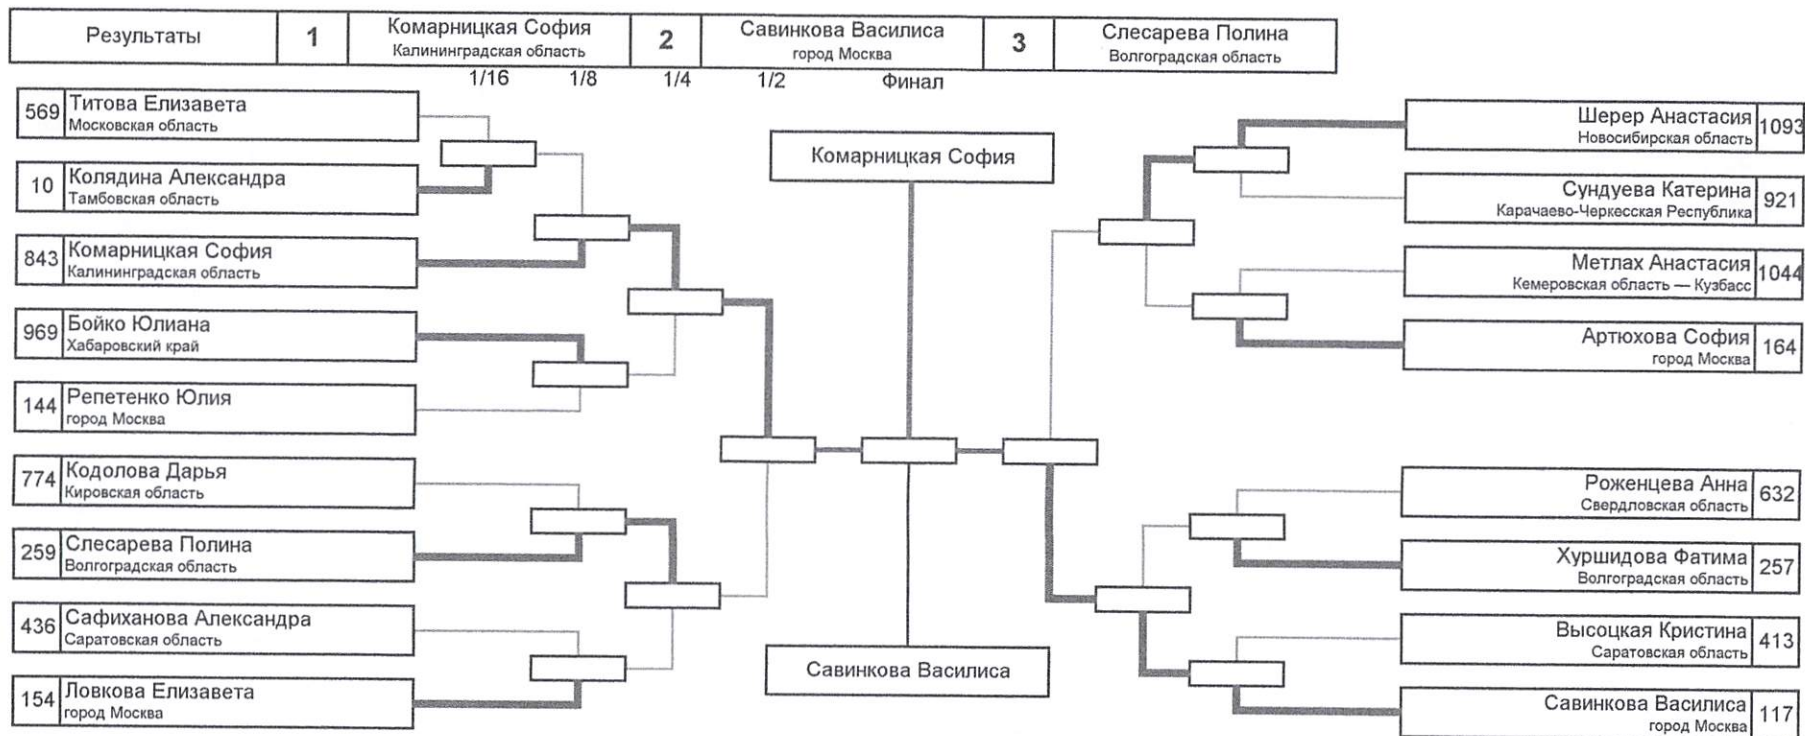 Результаты 1 Комарницкая София 2 Савинкова Василиса 3 Слесарева Полина
Калининградская область город Москва Волгоградская область
1/16 1/8 1/4 1/2 Финал
569 Титова Елизавета
Московская область
10 Колядина Александра
Тамбовская область
843 Комарницкая София
Калининградская область
969 Бойко Юлиана
Хабаровский край
144 Репетенко Юлия
город Москва
774 Кодолова Дарья
Кировская область
259 Слесарева Полина
Волгоградская область
436 Сафиханова Александра
Саратовская область
154 Ловкова Елизавета
город Москва
Комарницкая София
Савинкова Василиса
Шерер Анастасия 1093
Новосибирская область
Сундуева Катерина 921
Карачаево-Черкесская Республика
Метлах Анастасия 1044
Кемеровская область — Кузбасс
Артюхова София 164
город Москва
Роженцева Анна 632
Свердловская область
Хуршидова Фатима 257
Волгоградская область
Высоцкая Кристина 413
Саратовская область
Савинкова Василиса 117
город Москва